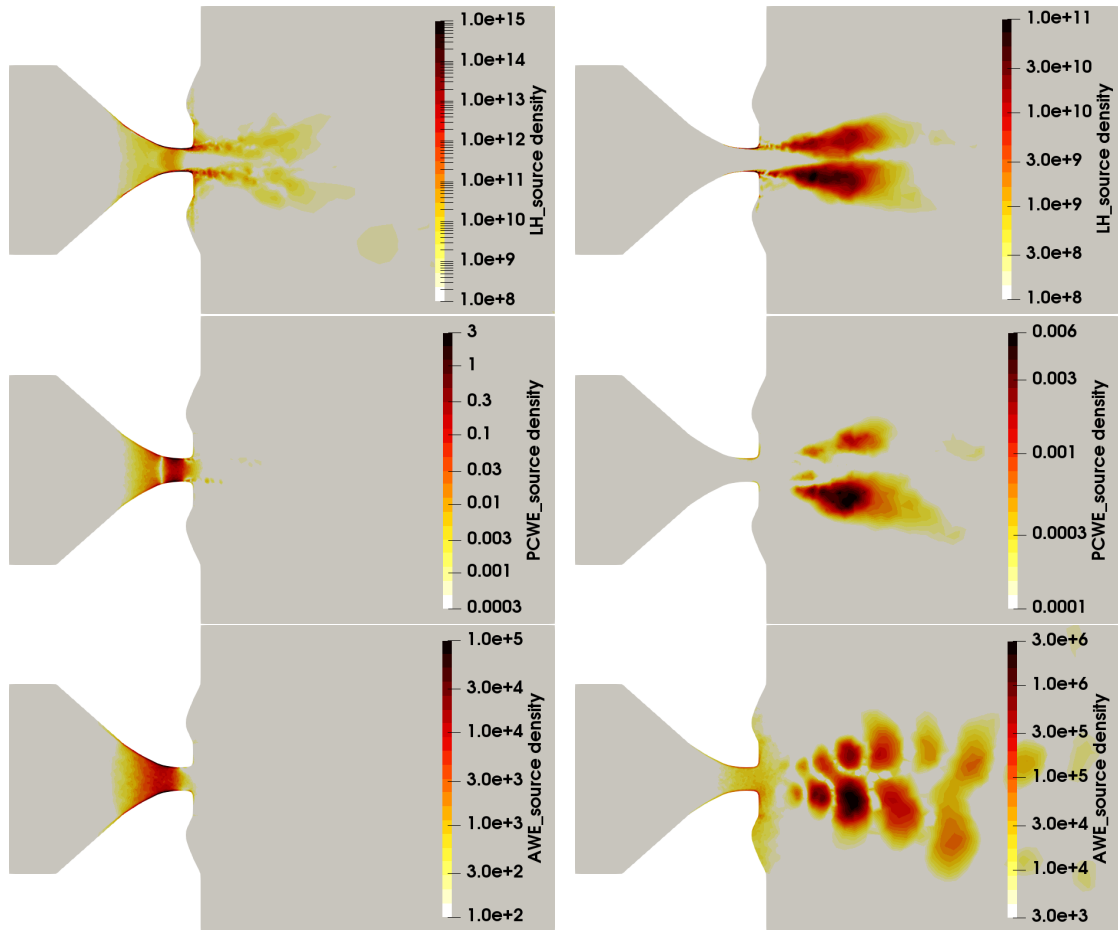 1.0e+15
1.0e+14
1.0e+13
1.0e+12
1.0e+11
1.0e+10
1.0e+9
1.0e+8
LH_source density
1.0e+11
3.0e+10
1.0e+10
3.0e+9
1.0e+9
3.0e+8
1.0e+8
LH_source density
3
1
0.3
0.1
0.03
0.01
0.003
0.001
0.0003
PCWE_source density
0.006
0.003
0.001
0.0003
0.0001
PCWE_source density
1.0e+5
3.0e+4
1.0e+4
3.0e+3
1.0e+3
3.0e+2
1.0e+2
AWE_source density
3.0e+6
1.0e+6
3.0e+5
1.0e+5
3.0e+4
1.0e+4
3.0e+3
AWE_source density